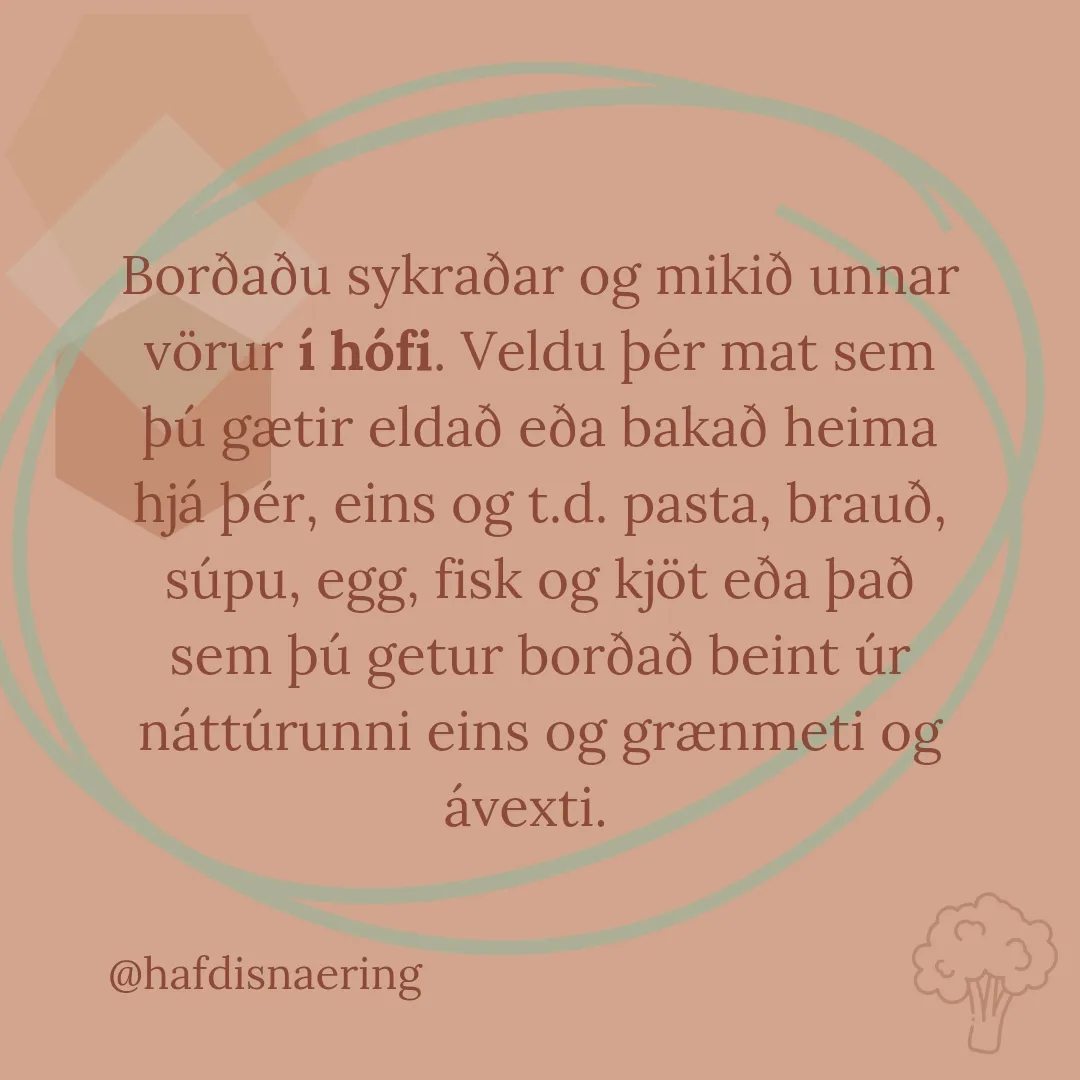 Borðaðu sykraðar og mikið unnar
vörur í hófi. Veldu þér mat sem
þú gætir eldað eða bakað heima
hjá þér, eins og t.d. pasta, brauð,
súpu, egg, fisk og kjöt eða það
sem þú getur borðað beint úr
náttúrunni eins og grænmeti og
ávexti.
@hafdisnaering